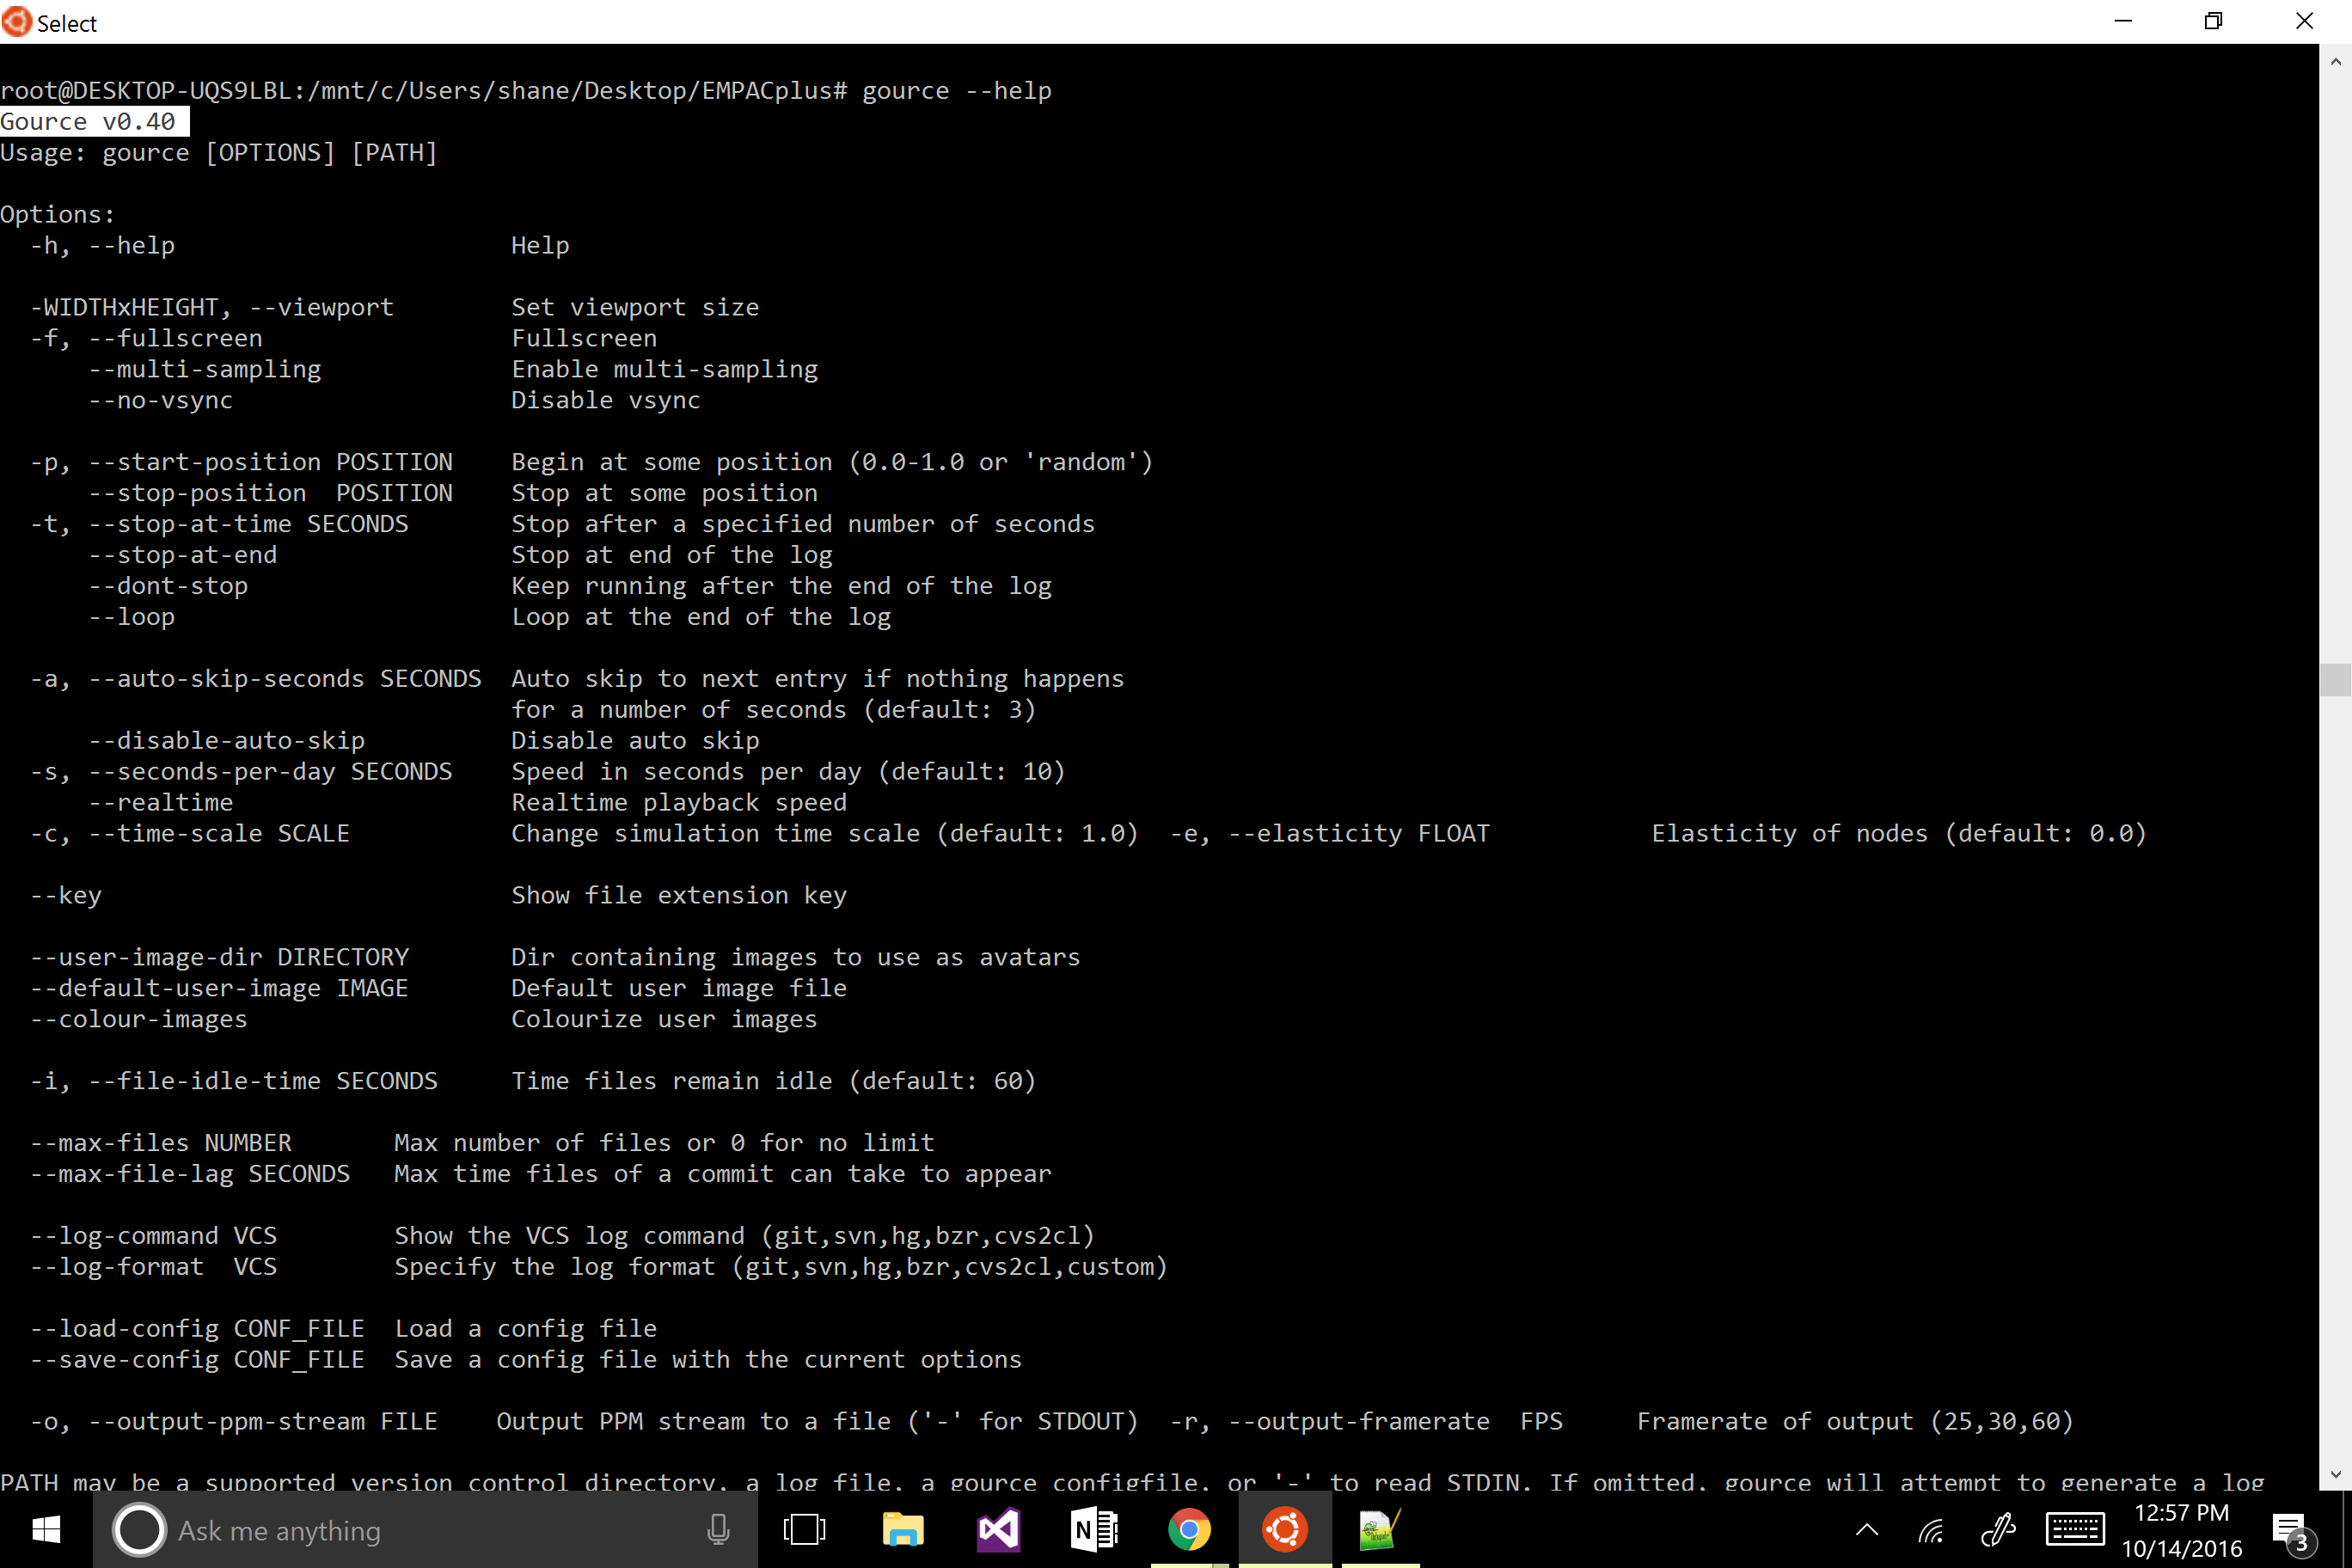 Select
root@DESKTOP-UQS9LBL:/mnt/c/Users/shane/Desktop/EMPACplus# gource --help
Gource v0.40
Usage: gource [OPTIONS] [PATH]
Options:
-h, --help Help
-WIDTHxHEIGHT, --viewport Set viewport size
-f, --fullscreen Fullscreen
--multi-sampling Enable multi-sampling
--no-vsync Disable vsync
-p, --start-position POSITION Begin at some position (0.0-1.0 or 'random')
--stop-position POSITION Stop at some position
-t, --stop-at-time SECONDS Stop after a specified number of seconds
--stop-at-end Stop at end of the log
--dont-stop Keep running after the end of the log
--loop Loop at the end of the log
-a, --auto-skip-seconds SECONDS Auto skip to next entry if nothing happens
for a number of seconds (default: 3)
--disable-auto-skip Disable auto skip
-s, --seconds-per-day SECONDS Speed in seconds per day (default: 10)
--realtime Realtime playback speed
-c, --time-scale SCALE Change simulation time scale (default: 1.0) -e, --elasticity FLOAT Elasticity of nodes (default: 0.0)
--key Show file extension key
--user-image-dir DIRECTORY Dir containing images to use as avatars
--default-user-image IMAGE Default user image file
--colour-images Colourize user images
-i, --file-idle-time SECONDS Time files remain idle (default: 60)
--max-files NUMBER Max number of files or 0 for no limit
--max-file-lag SECONDS Max time files of a commit can take to appear
--log-command VCS Show the VCS log command (git,svn,hg,bzr,cvs2cl)
--log-format VCS Specify the log format (git,svn,hg,bzr,cvs2cl,custom)
--load-config CONF_FILE Load a config file
--save-config CONF_FILE Save a config file with the current options
-o, --output-ppm-stream FILE Output PPM stream to a file ('-' for STDOUT) -r, --output-framerate FPS Framerate of output (25,30,60)
PATH may be a supported version control directory, a log file, a gource configfile, or '-' to read STDIN. If omitted, gource will attempt to generate a log
Ask me anything
N
12:57 PM
10/14/2016
3